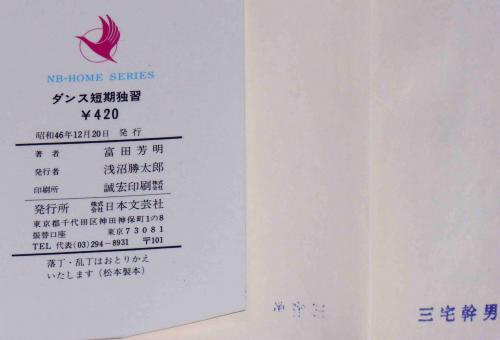 NB-HOME SERIES
ダンス短期独習
￥420
昭和46年12月20日 発行
著者 富田芳明
発行者 浅沼勝太郎
印刷所 誠宏印刷株式会社
発行所 株式会社日本文芸社
東京都千代田区神田神保町1の8
振替口座 東京73081
TEL 代表(03)294-8931 〒101
落丁・乱丁はおとりかえ
いたします（松本製本）
三宅幹男